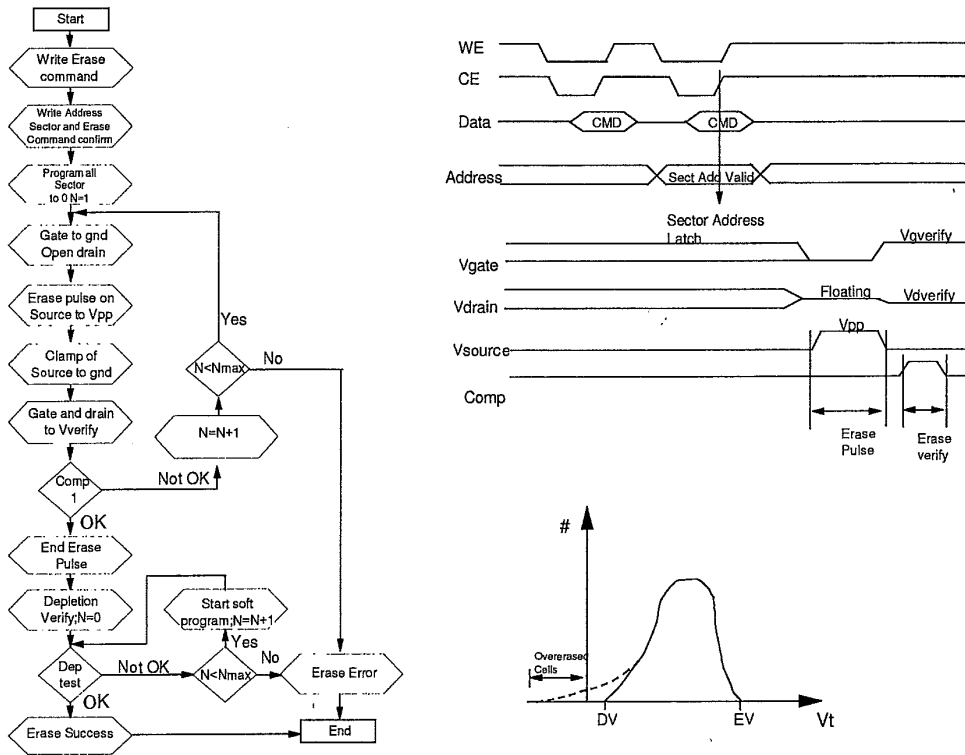 Start
Write Erase
command
Write Address
Sector and Erase
Command confirm
Program all
Sector
to 0 N=1
Gate to gnd
Open drain
Erase pulse on
Source to Vpp
Clamp of
Source to gnd
Gate and drain
to Vverify
Comp
1
Not OK
OK
N=N+1
N<Nmax
Yes
No
End Erase
Pulse
Depletion
Verify;N=0
Start soft
program;N=N+1
Yes
Dep
test
Not OK
N<Nmax
No
Erase Error
OK
Erase Success
End
WE
CE
Data
CMD
CMD
Address
Sect Add Valid
Sector Address
Latch
Vgate
Vgverify
Vdrain
Floating
Vdverify
Vsource
Vpp
Comp
Erase
Pulse
Erase
verify
#
Overerased
Cells
DV
EV
Vt